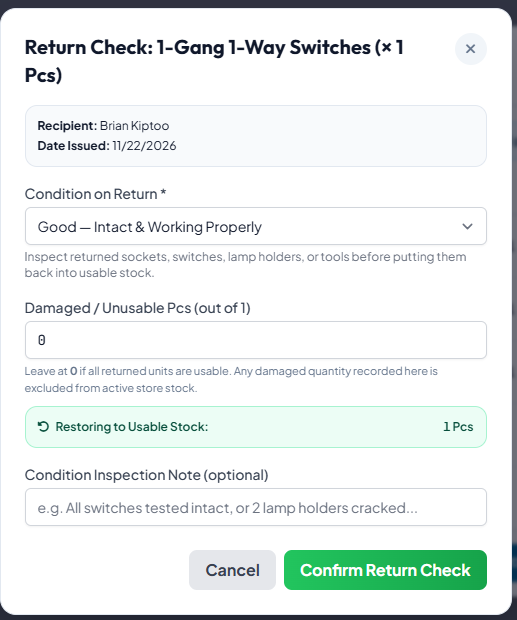 Return Check: 1-Gang 1-Way Switches (× 1
Pcs)
Recipient: Brian Kiptoo
Date Issued: 11/22/2026
Condition on Return *
Good — Intact & Working Properly
Inspect returned sockets, switches, lamp holders, or tools before putting them
back into usable stock.
Damaged / Unusable Pcs (out of 1)
0
Leave at 0 if all returned units are usable. Any damaged quantity recorded here is
excluded from active store stock.
Restoring to Usable Stock: 1 Pcs
Condition Inspection Note (optional)
e.g. All switches tested intact, or 2 lamp holders cracked...
Cancel Confirm Return Check